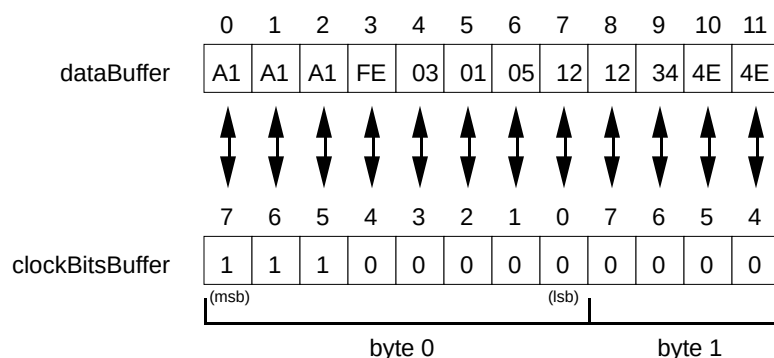 0 1 2 3 4 5 6 7 8 9 10 11
dataBuffer A1 A1 A1 FE 03 01 05 12 12 34 4E 4E
7 6 5 4 3 2 1 0 7 6 5 4
clockBitsBuffer 1 1 1 0 0 0 0 0 0 0 0 0
(msb) (lsb)
byte 0 byte 1